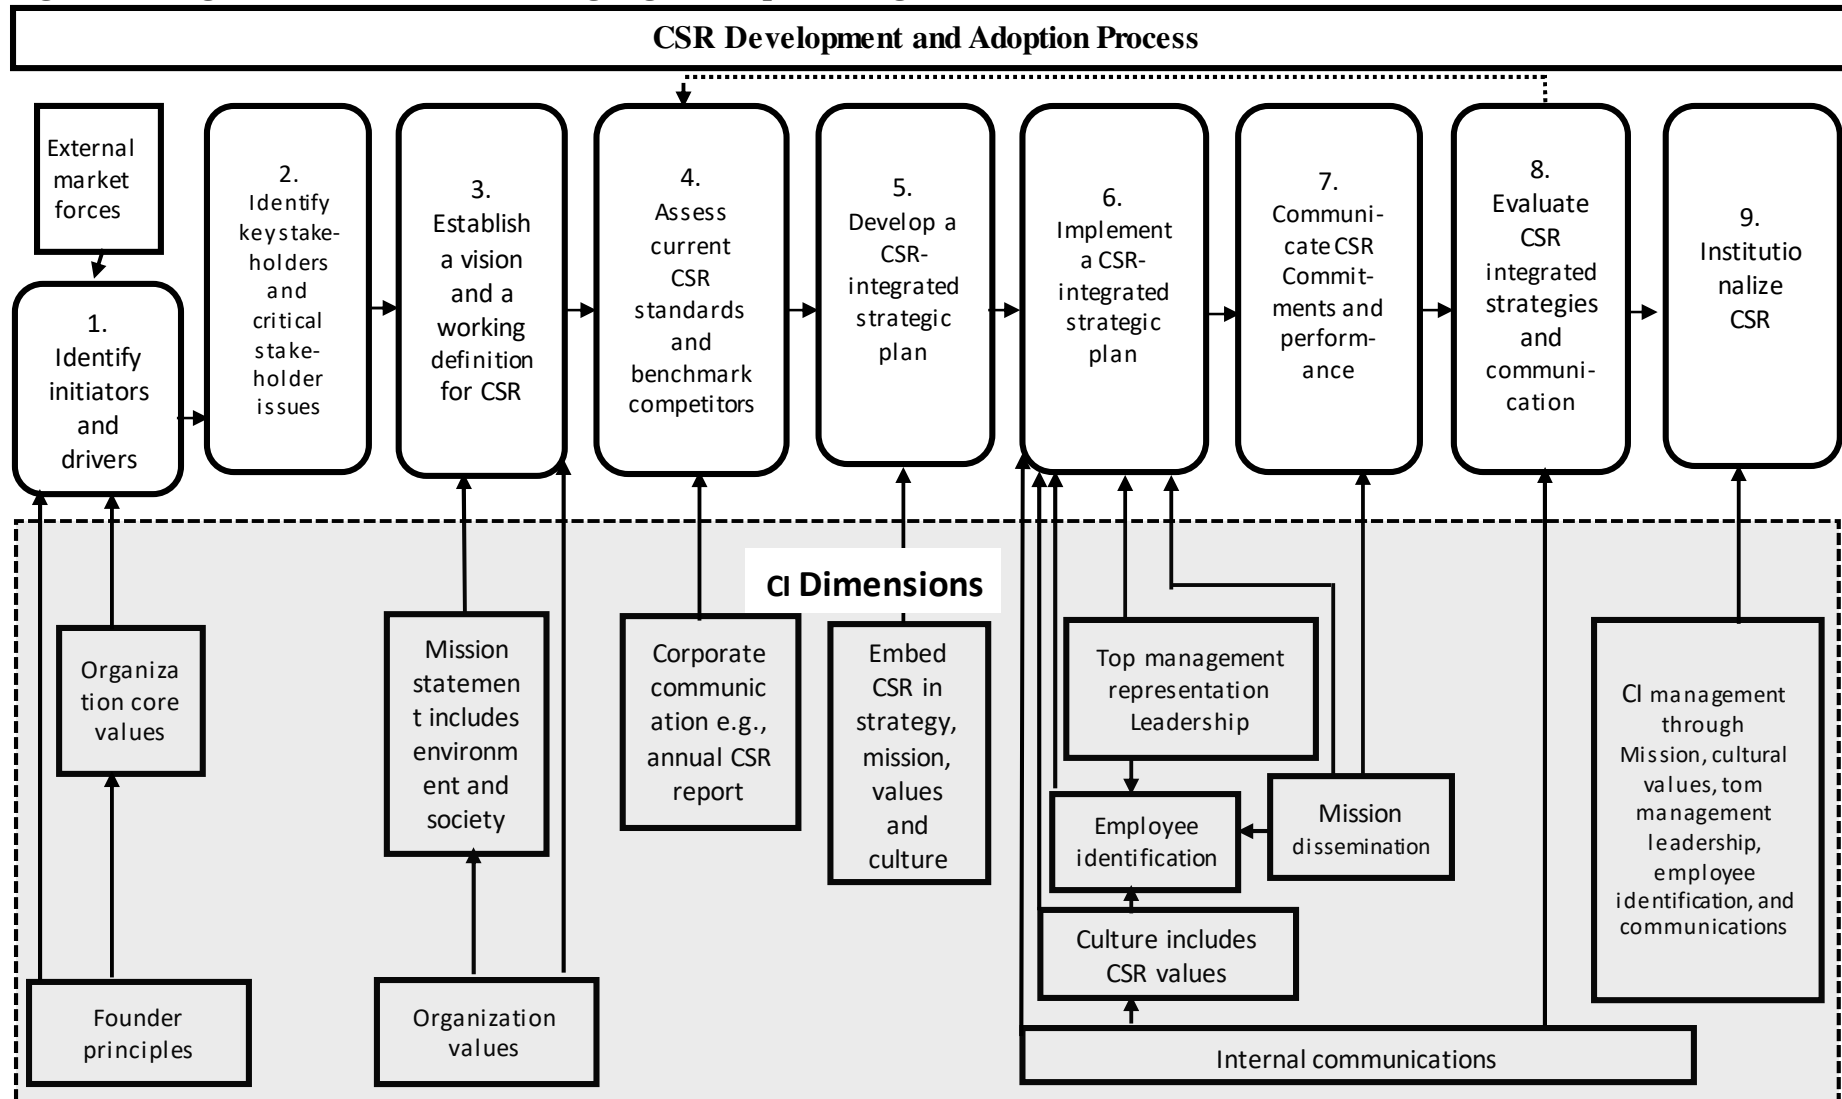 CSR Development and Adoption Process
External
market
forces
1.
Identify
initiators
and
drivers
2.
Identify
key stake-
holders
and
critical
stake-
holder
issues
3.
Establish
a vision
and a
working
definition
for CSR
4.
Assess
current
CSR
standards
and
benchmark
competitors
5.
Develop a
CSR-
integrated
strategic
plan
6.
Implement
a CSR-
integrated
strategic
plan
7.
Communi-
cate CSR
Commit-
ments and
perform-
ance
8.
Evaluate
CSR
integrated
strategies
and
communi-
cation
9.
Institutio
nalize
CSR
CI Dimensions
Organiza
tion core
values
Founder
principles
Mission
statemen
t includes
environm
ent and
society
Organization
values
Corporate
communic
ation e.g.,
annual CSR
report
Embed
CSR in
strategy,
mission,
values
and
culture
Top management
representation
Leadership
Employee
identification
Mission
dissemination
Culture includes
CSR values
Internal communications
CI management
through
Mission, cultural
values, tom
management
leadership,
employee
identification, and
communications